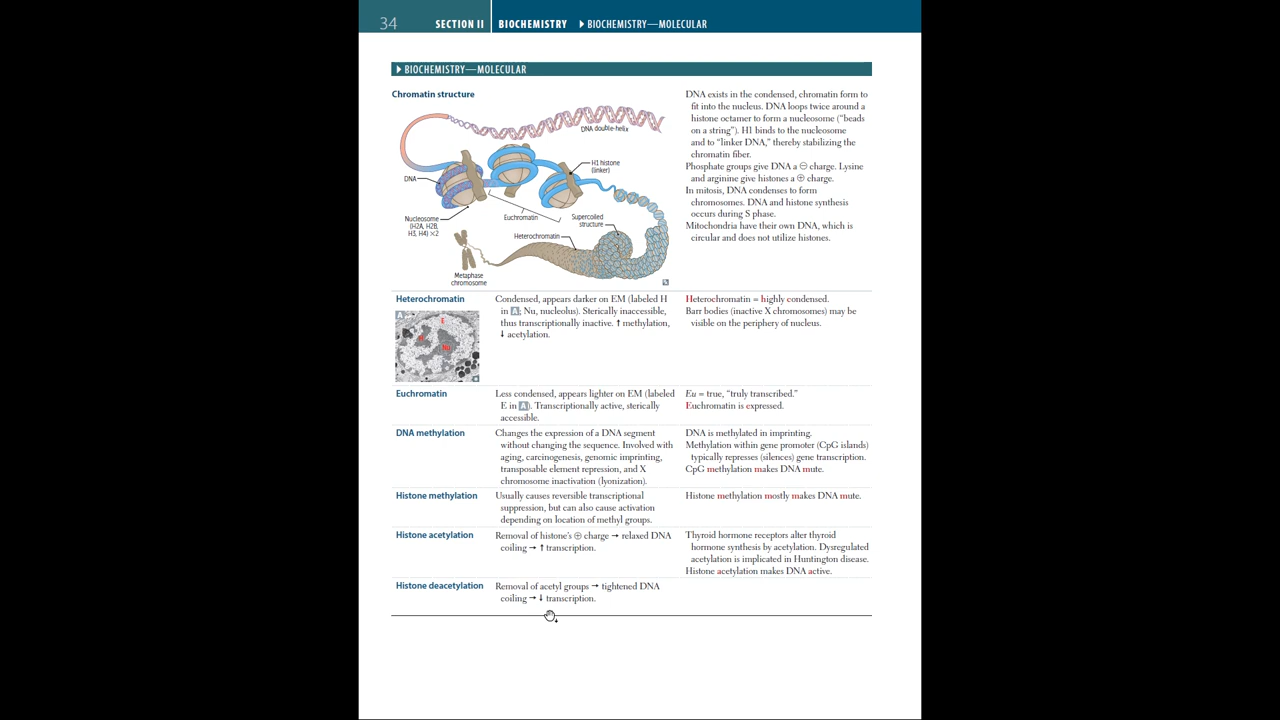 34 SECTION II BIOCHEMISTRY ▶ BIOCHEMISTRY—MOLECULAR
▶ BIOCHEMISTRY—MOLECULAR
Chromatin structure
DNA double-helix
H1 histone
(linker)
DNA
Euchromatin
Supercoiled
structure
Nucleosome
(H2A, H2B,
H3, H4) ×2
Heterochromatin
Metaphase
chromosome
DNA exists in the condensed, chromatin form to
fit into the nucleus. DNA loops twice around a
histone octamer to form a nucleosome (“beads
on a string”). H1 binds to the nucleosome
and to “linker DNA,” thereby stabilizing the
chromatin fiber.
Phosphate groups give DNA a ⊖ charge. Lysine
and arginine give histones a ⊕ charge.
In mitosis, DNA condenses to form
chromosomes. DNA and histone synthesis
occurs during S phase.
Mitochondria have their own DNA, which is
circular and does not utilize histones.
Heterochromatin
A
E
H
Nu
Condensed, appears darker on EM (labeled H
in A; Nu, nucleolus). Sterically inaccessible,
thus transcriptionally inactive. ↑ methylation,
↓ acetylation.
Heterochromatin = highly condensed.
Barr bodies (inactive X chromosomes) may be
visible on the periphery of nucleus.
Euchromatin
Less condensed, appears lighter on EM (labeled
E in A). Transcriptionally active, sterically
accessible.
Eu = true, “truly transcribed.”
Euchromatin is expressed.
DNA methylation
Changes the expression of a DNA segment
without changing the sequence. Involved with
aging, carcinogenesis, genomic imprinting,
transposable element repression, and X
chromosome inactivation (lyonization).
DNA is methylated in imprinting.
Methylation within gene promoter (CpG islands)
typically represses (silences) gene transcription.
CpG methylation makes DNA mute.
Histone methylation
Usually causes reversible transcriptional
suppression, but can also cause activation
depending on location of methyl groups.
Histone methylation mostly makes DNA mute.
Histone acetylation
Removal of histone’s ⊕ charge → relaxed DNA
coiling → ↑ transcription.
Thyroid hormone receptors alter thyroid
hormone synthesis by acetylation. Dysregulated
acetylation is implicated in Huntington disease.
Histone acetylation makes DNA active.
Histone deacetylation
Removal of acetyl groups → tightened DNA
coiling → ↓ transcription.